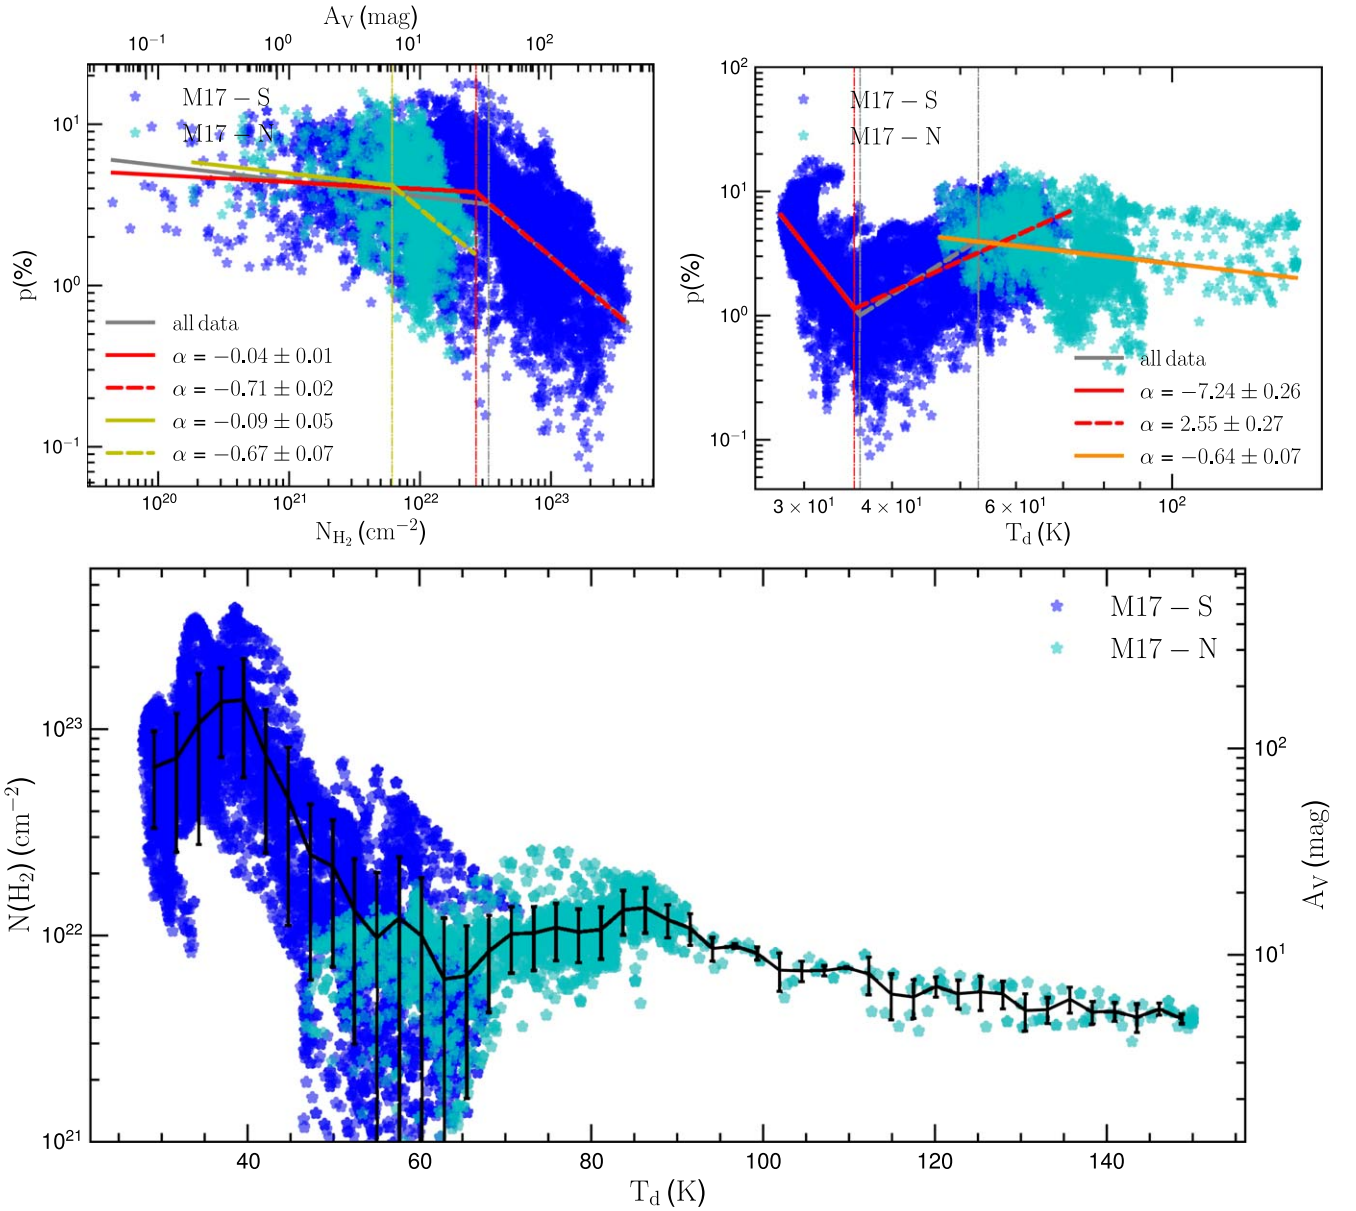 A_V (mag)
10^−1 10^0 10^1 10^2
M17 − S
M17 − N
10^1
10^0
10^−1
p(%)
all data
α = −0.04 ± 0.01
α = −0.71 ± 0.02
α = −0.09 ± 0.05
α = −0.67 ± 0.07
10^20 10^21 10^22 10^23
N_H₂ (cm^−2)
10^2
10^1
10^0
10^−1
p(%)
M17 − S
M17 − N
all data
α = −7.24 ± 0.26
α = 2.55 ± 0.27
α = −0.64 ± 0.07
3 × 10^1 4 × 10^1 6 × 10^1 10^2
T_d (K)
M17 − S
M17 − N
10^23
10^22
10^21
N(H₂) (cm^−2)
10^2
10^1
A_V (mag)
40 60 80 100 120 140
T_d (K)